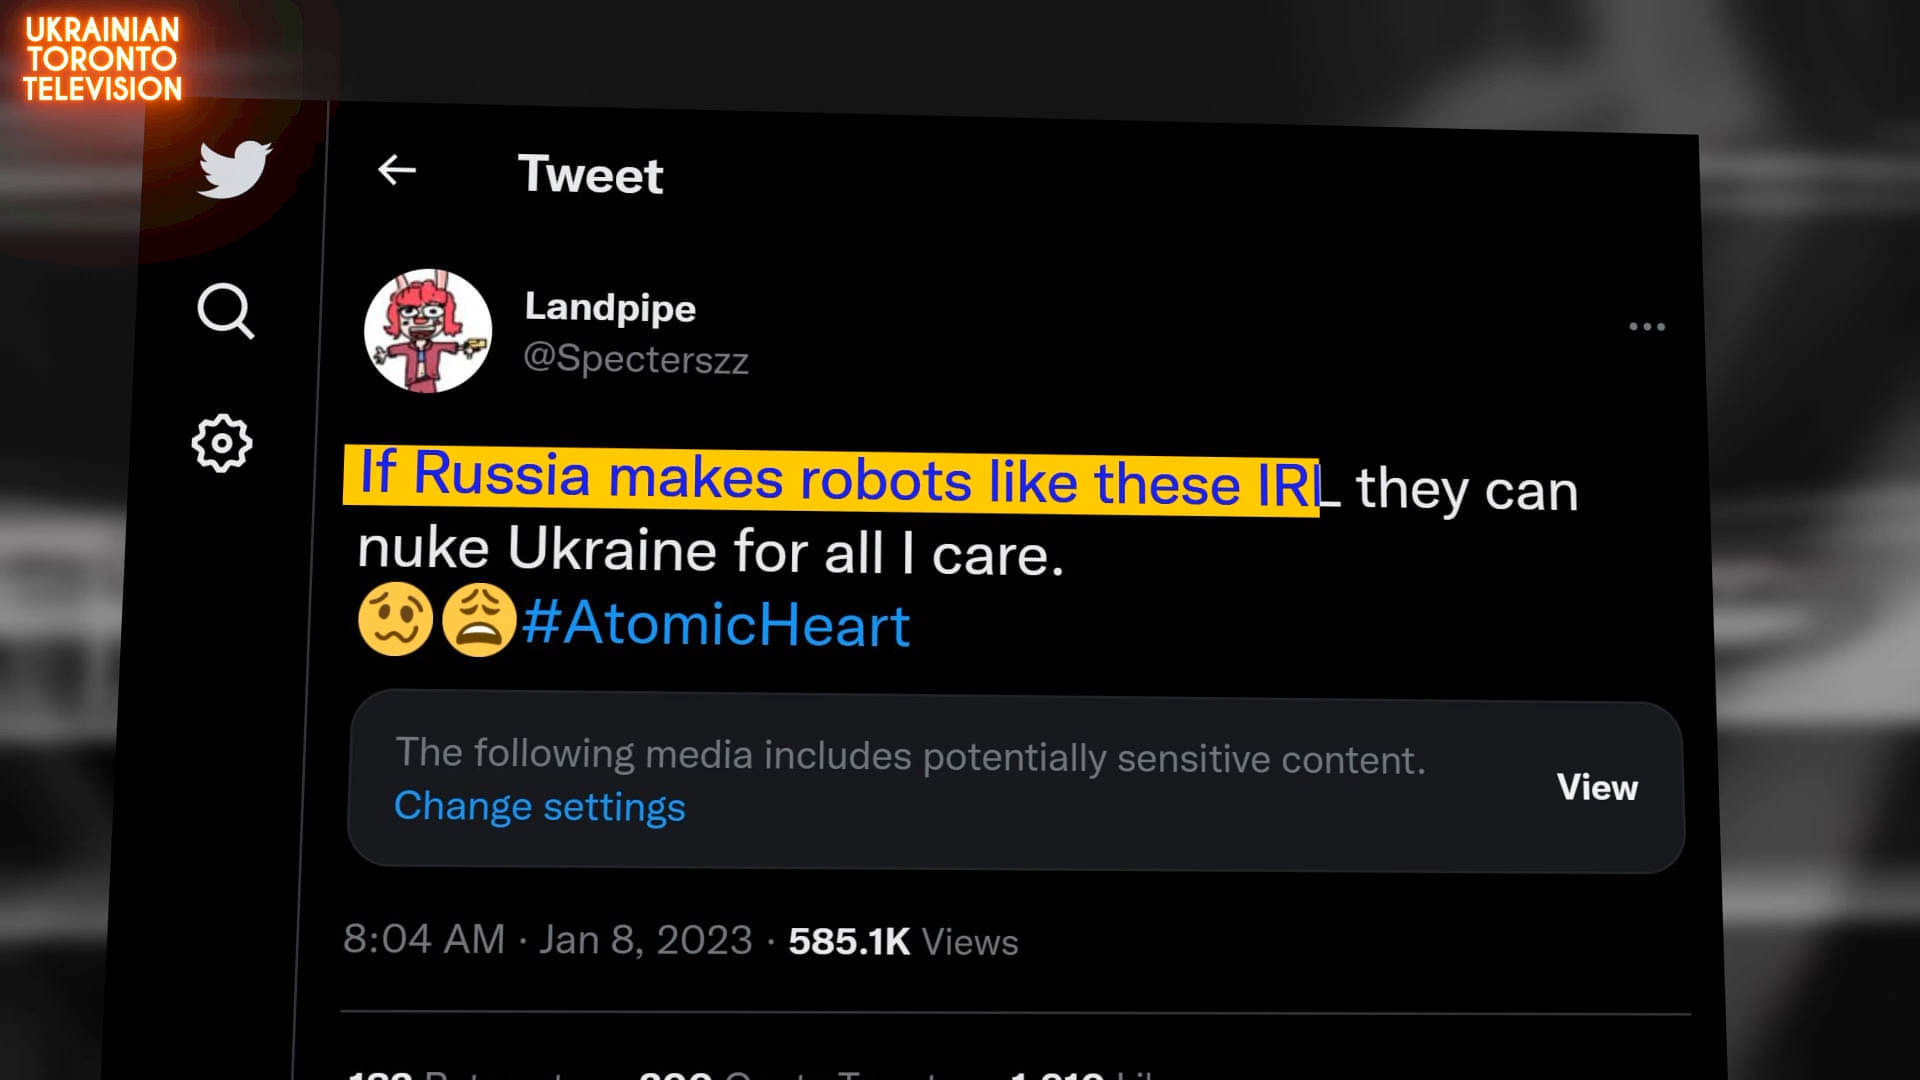 UKRAINIAN
TORONTO
TELEVISION
Tweet
Landpipe
@Specterszz
If Russia makes robots like these IRL they can
nuke Ukraine for all I care.
🥴😩#AtomicHeart
The following media includes potentially sensitive content.
Change settings
View
8:04 AM · Jan 8, 2023 · 585.1K Views